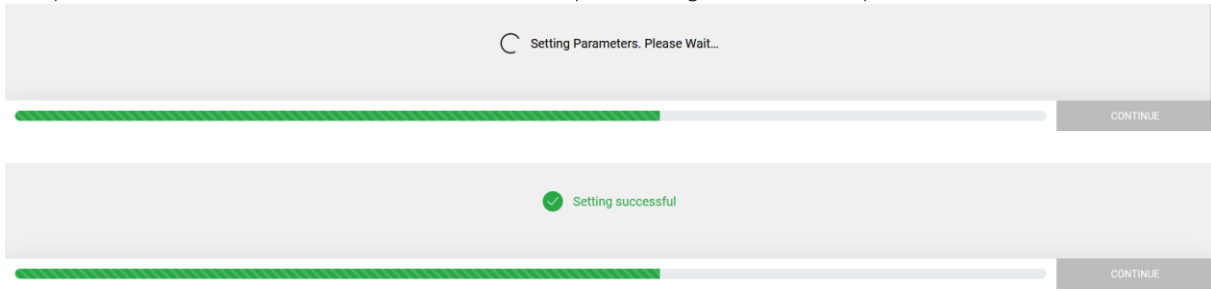 Setting Parameters. Please Wait...
CONTINUE
Setting successful
CONTINUE